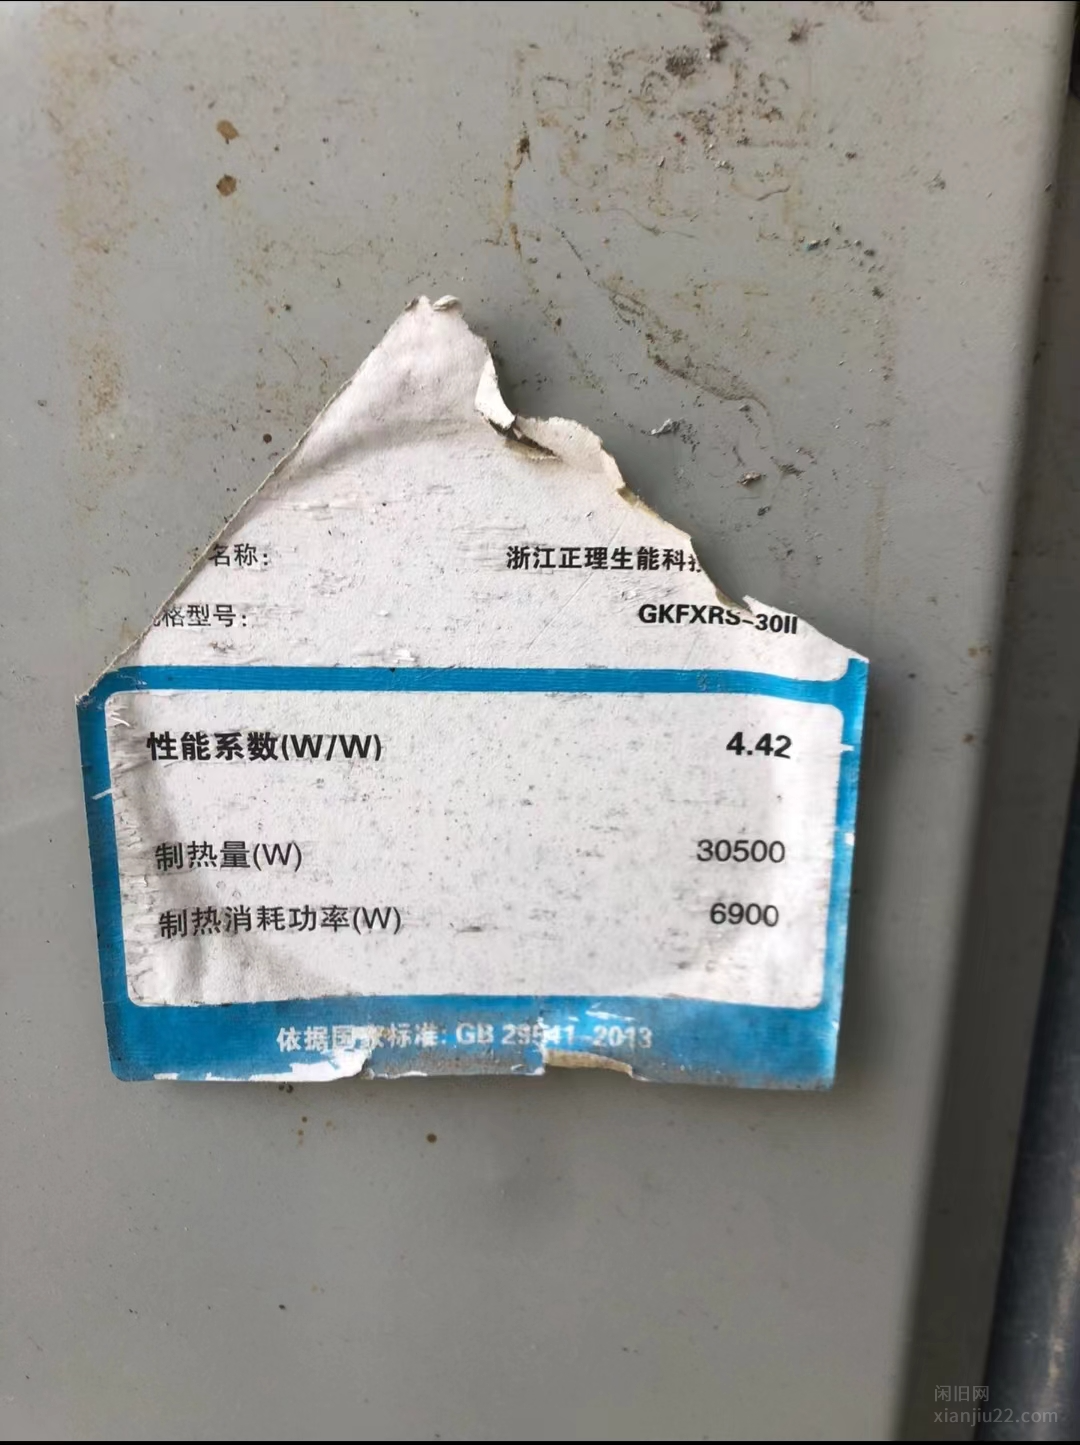 名称：
浙江正理生能科
格型号：
GKFXRS-30II
性能系数(W/W)
4.42
制热量(W)
30500
制热消耗功率(W)
6900
依据国家标准: GB 29541-2013
闲旧网
xianjiu22.com